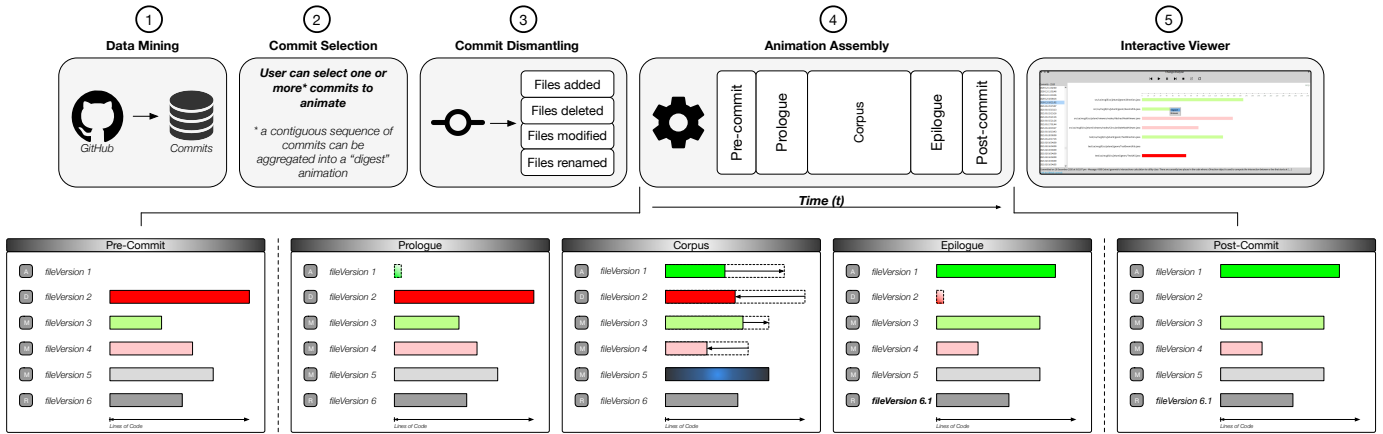 1
Data Mining
GitHub
Commits
2
Commit Selection
User can select one or
more* commits to
animate
* a contiguous sequence of
commits can be
aggregated into a “digest”
animation
3
Commit Dismantling
Files added
Files deleted
Files modified
Files renamed
4
Animation Assembly
Pre-commit
Prologue
Corpus
Epilogue
Post-commit
Time (t)
5
Interactive Viewer
Pre-Commit
A fileVersion 1
D fileVersion 2
M fileVersion 3
M fileVersion 4
M fileVersion 5
R fileVersion 6
Lines of Code
Prologue
A fileVersion 1
D fileVersion 2
M fileVersion 3
M fileVersion 4
M fileVersion 5
R fileVersion 6
Lines of Code
Corpus
A fileVersion 1
D fileVersion 2
M fileVersion 3
M fileVersion 4
M fileVersion 5
R fileVersion 6
Lines of Code
Epilogue
A fileVersion 1
D fileVersion 2
M fileVersion 3
M fileVersion 4
M fileVersion 5
R fileVersion 6.1
Lines of Code
Post-Commit
A fileVersion 1
D fileVersion 2
M fileVersion 3
M fileVersion 4
M fileVersion 5
R fileVersion 6.1
Lines of Code